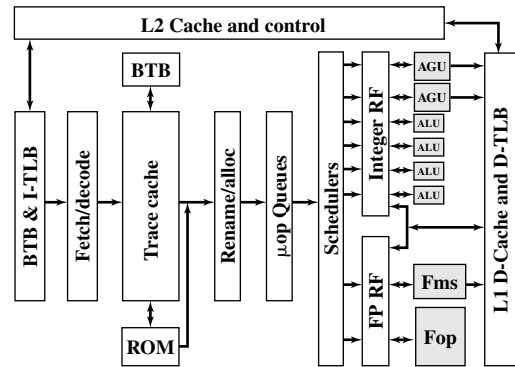 L2 Cache and control
BTB
BTB & I-TLB
Fetch/decode
Trace cache
ROM
Rename/alloc
µop Queues
Schedulers
Integer RF
FP RF
AGU
AGU
ALU
ALU
ALU
ALU
Fms
Fop
L1 D-Cache and D-TLB